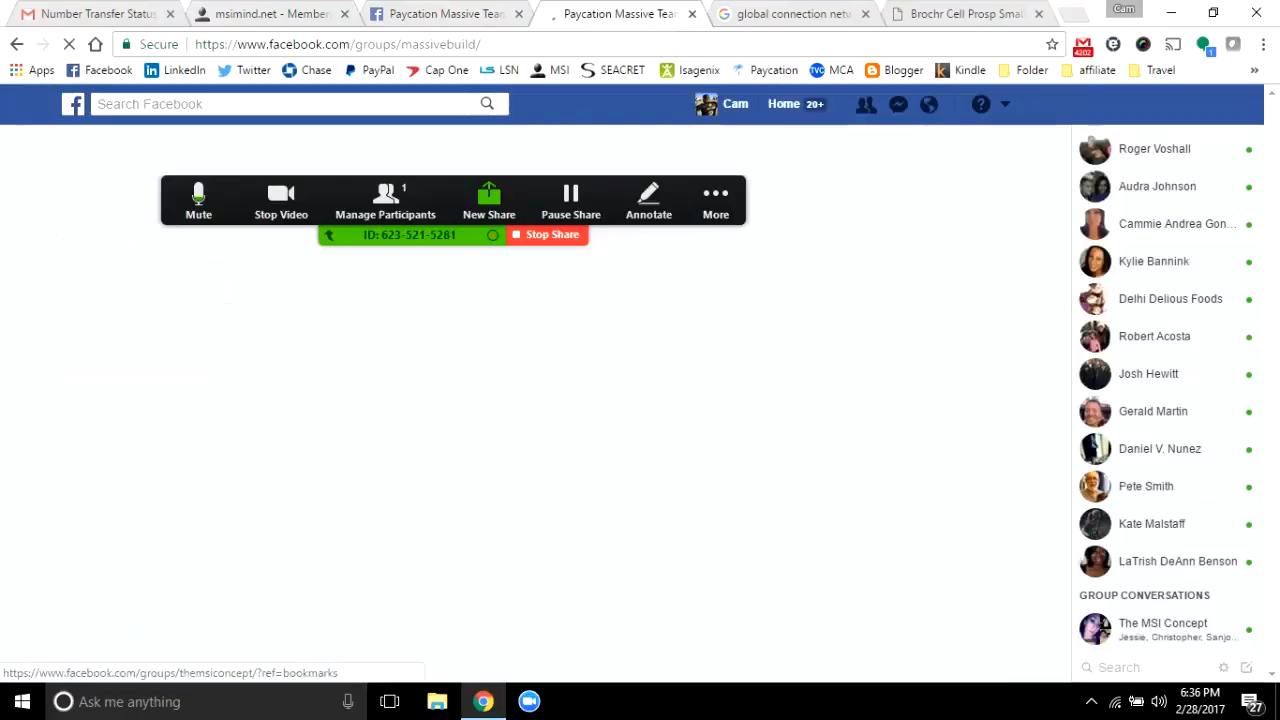 Number Transfer Status
msimind.net - Member
Paycation Massive Tean
Paycation Massive Tean
global connection netw
Brochr Cell Prosp Small
Cam
Secure
https://www.facebook.com/groups/massivebuild/
4202
1
Apps
Facebook
LinkedIn
Twitter
Chase
PayPal
Cap One
LSN
MSI
SEACRET
Isagenix
Paycation
MCA
Blogger
Kindle
Folder
affiliate
Travel
»
Search Facebook
Cam
Home 20+
Mute
Stop Video
Manage Participants
1
New Share
Pause Share
Annotate
More
ID: 623-521-5281
Stop Share
Roger Voshall
Audra Johnson
Cammie Andrea Gon...
Kylie Bannink
Delhi Delious Foods
Robert Acosta
Josh Hewitt
Gerald Martin
Daniel V. Nunez
Pete Smith
Kate Malstaff
LaTrish DeAnn Benson
GROUP CONVERSATIONS
The MSI Concept
Jessie, Christopher, Sanjo...
Search
https://www.facebook.com/groups/themsiconcept/?ref=bookmarks
Ask me anything
6:36 PM
2/28/2017
27